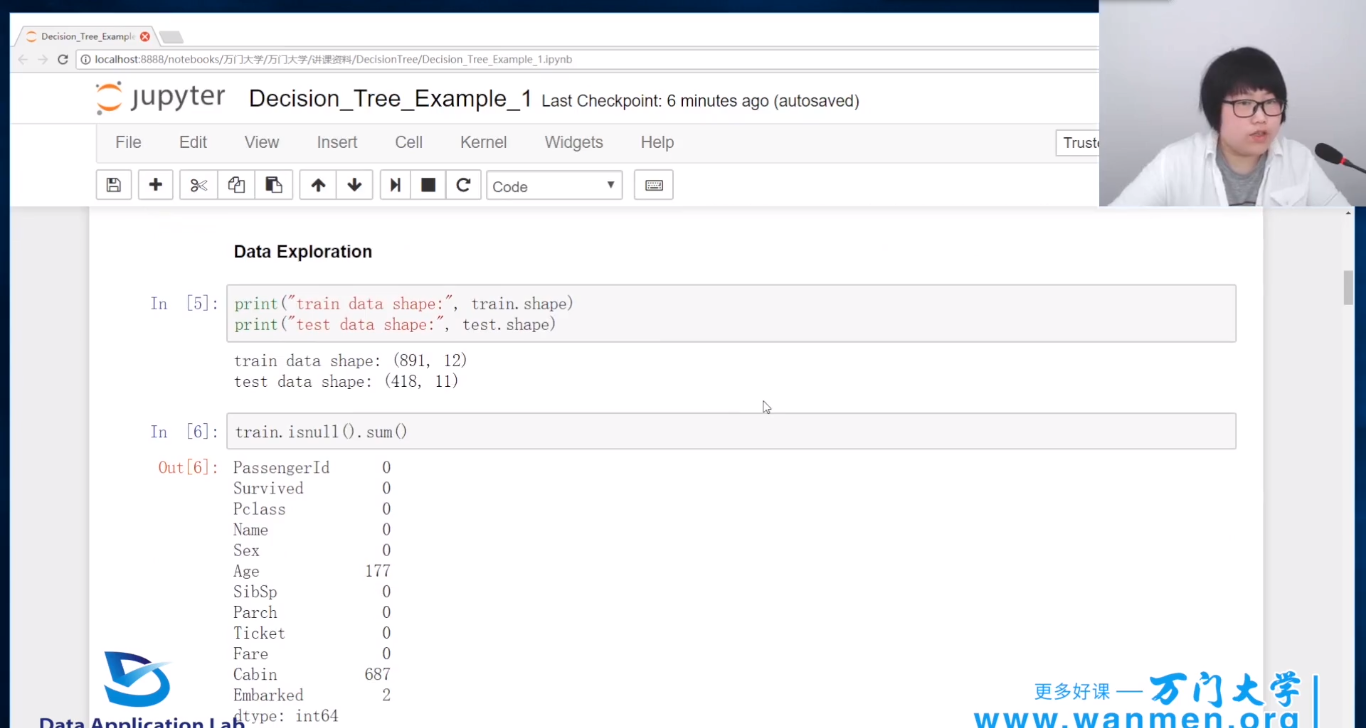 Decision_Tree_Example
localhost:8888/notebooks/万门大学/万门大学/讲课资料/DecisionTree/Decision_Tree_Example_1.ipynb
jupyter Decision_Tree_Example_1 Last Checkpoint: 6 minutes ago (autosaved)
File Edit View Insert Cell Kernel Widgets Help Truste
Code
Data Exploration
In [5]: print("train data shape:", train.shape)
print("test data shape:", test.shape)
train data shape: (891, 12)
test data shape: (418, 11)
In [6]: train.isnull().sum()
Out[6]: PassengerId 0
Survived 0
Pclass 0
Name 0
Sex 0
Age 177
SibSp 0
Parch 0
Ticket 0
Fare 0
Cabin 687
Embarked 2
dtype: int64
Data Application Lab
更多好课 — 万门大学
www.wanmen.org